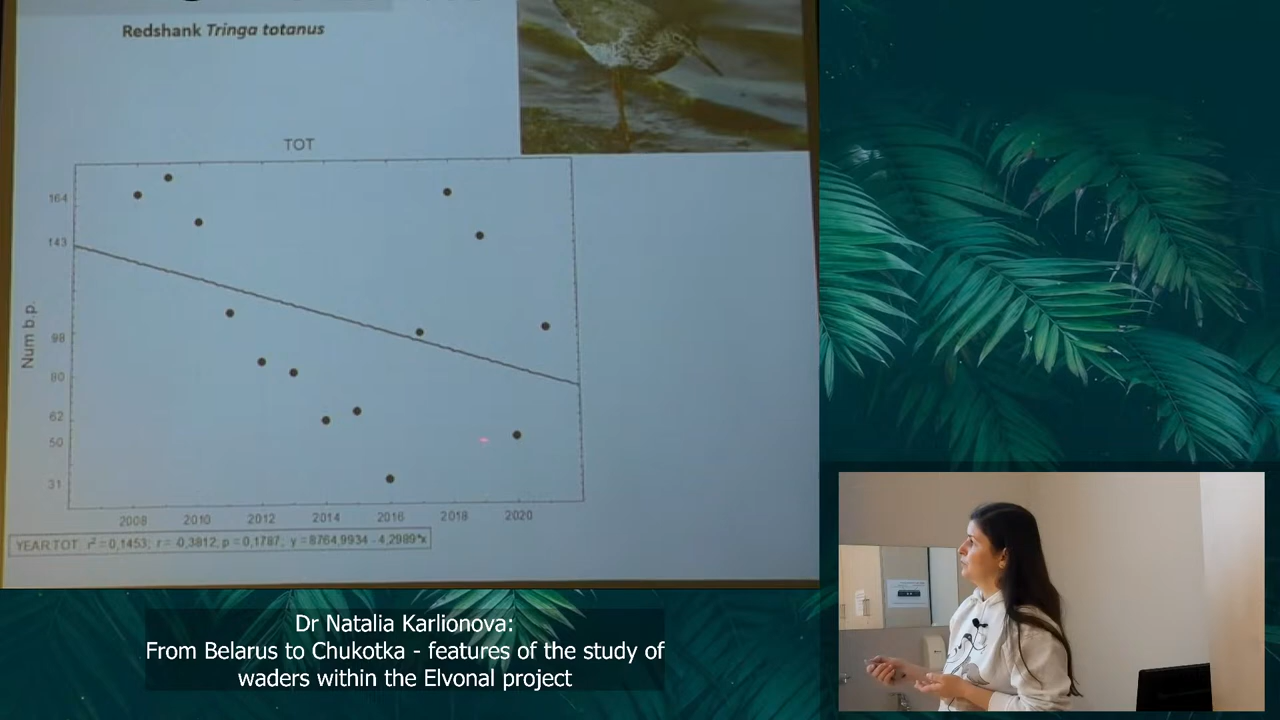 Redshank Tringa totanus
TOT
164
143
98
80
62
50
31
Num b.p.
2008 2010 2012 2014 2016 2018 2020
YEAR:TOT: r² = 0,1453; r = -0,3812, p = 0,1787; y = 8764,9934 - 4,2989*x
Dr Natalia Karlionova:
From Belarus to Chukotka - features of the study of
waders within the Elvonal project